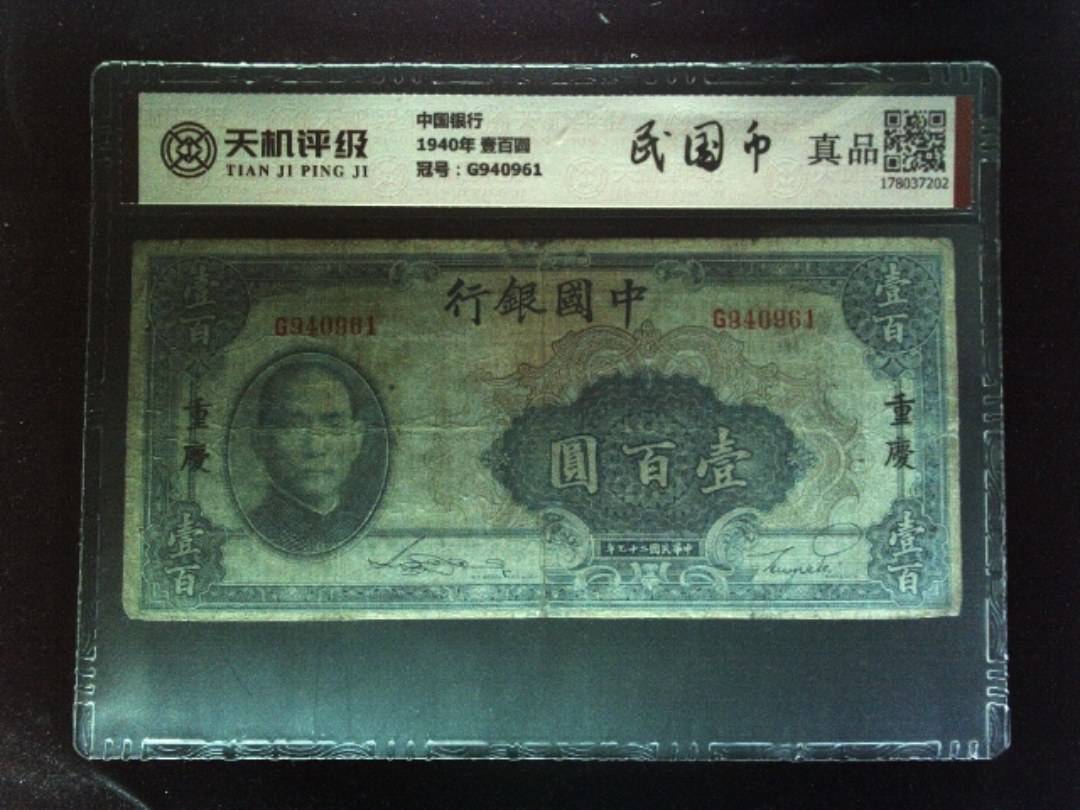 天机评级
TIAN JI PING JI
中国银行
1940年 壹百圆
冠号：G940961
民国币
真品
178037202
行銀國中
壹百
壹百
G940961
G940961
重慶
重慶
圓百壹
壹百
壹百
年九十二國民華中